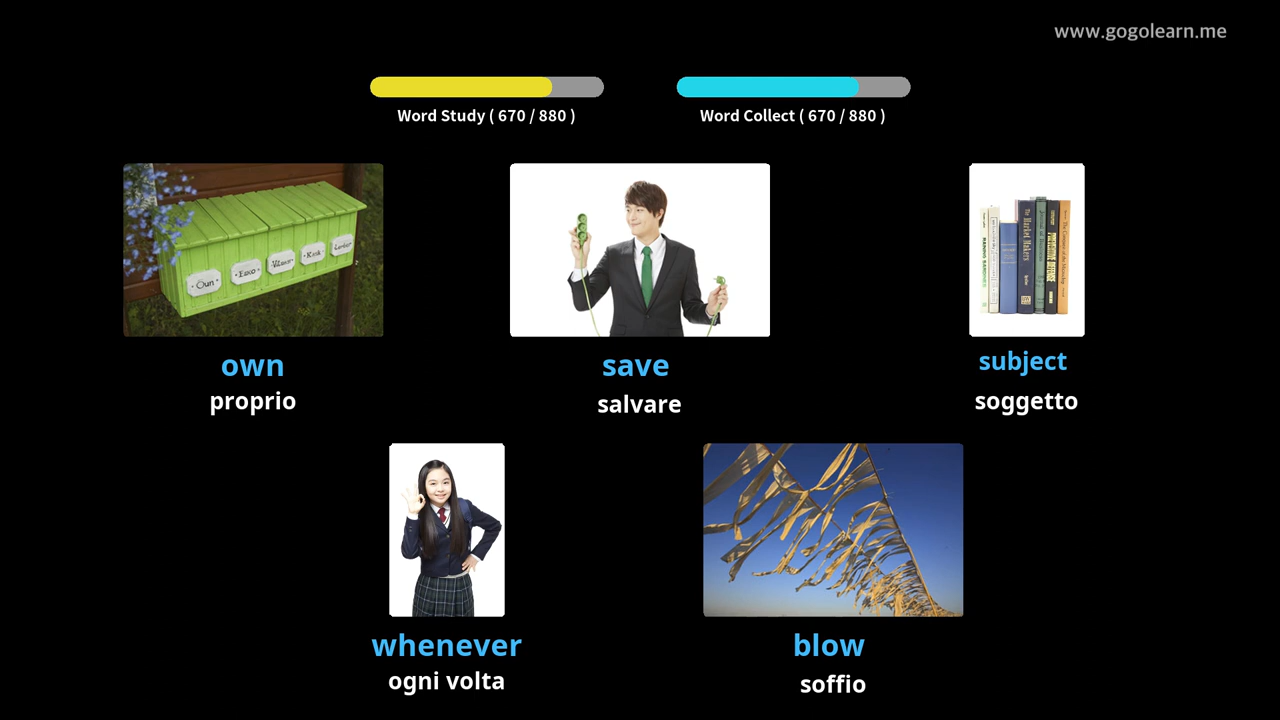 www.gogolearn.me
Word Study ( 670 / 880 )
Word Collect ( 670 / 880 )
own
proprio
save
salvare
subject
soggetto
whenever
ogni volta
blow
soffio